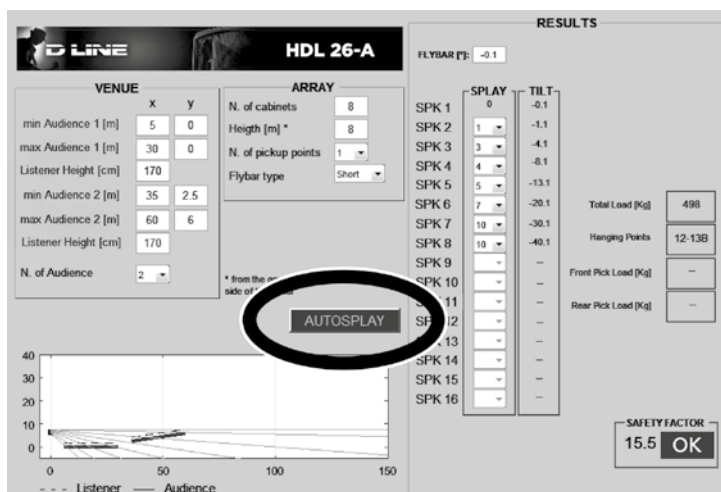 D LINE
HDL 26-A
VENUE
x y
min Audience 1 [m] 5 0
max Audience 1 [m] 30 0
Listener Height [cm] 170
min Audience 2 [m] 35 2.5
max Audience 2 [m] 60 6
Listener Height [cm] 170
N. of Audience 2
ARRAY
N. of cabinets 8
Heigth [m] * 8
N. of pickup points 1
Flybar type Short
* from the
side of
AUTOSPLAY
40
30
20
10
0
0 50 100 150
--- Listener — Audience
RESULTS
FLYBAR [°]: -0.1
SPLAY TILT
SPK 1 0 -0.1
SPK 2 1 -1.1
SPK 3 3 -4.1
SPK 4 4 -8.1
SPK 5 5 -13.1
SPK 6 7 -20.1
SPK 7 10 -30.1
SPK 8 10 -40.1
SPK 9 --
SPK 10 --
11 --
12 --
SPK 13 --
SPK 14 --
SPK 15 --
SPK 16 --
Total Load [Kg] 498
Hanging Points 12-13B
Front Pick Load [Kg] --
Rear Pick Load [Kg] --
SAFETY FACTOR
15.5 OK